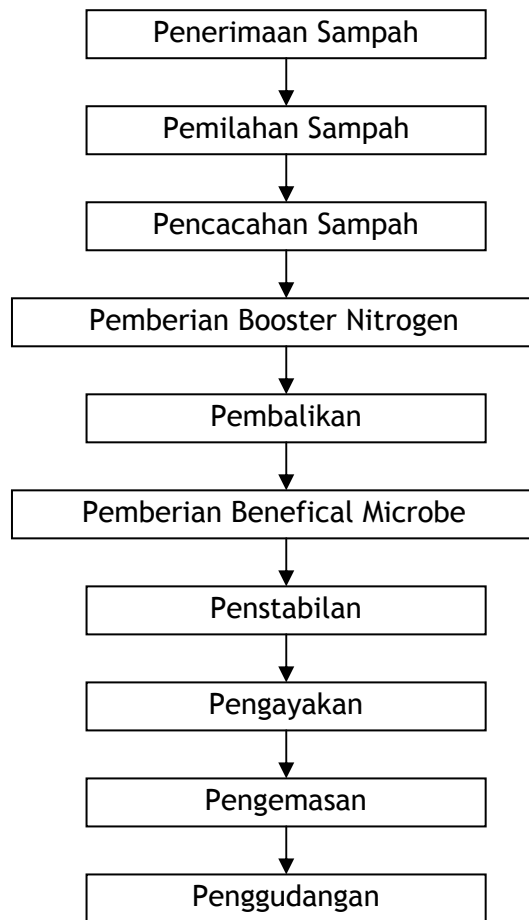 Penerimaan Sampah
Pemilahan Sampah
Pencacahan Sampah
Pemberian Booster Nitrogen
Pembalikan
Pemberian Benefical Microbe
Penstabilan
Pengayakan
Pengemasan
Penggudangan